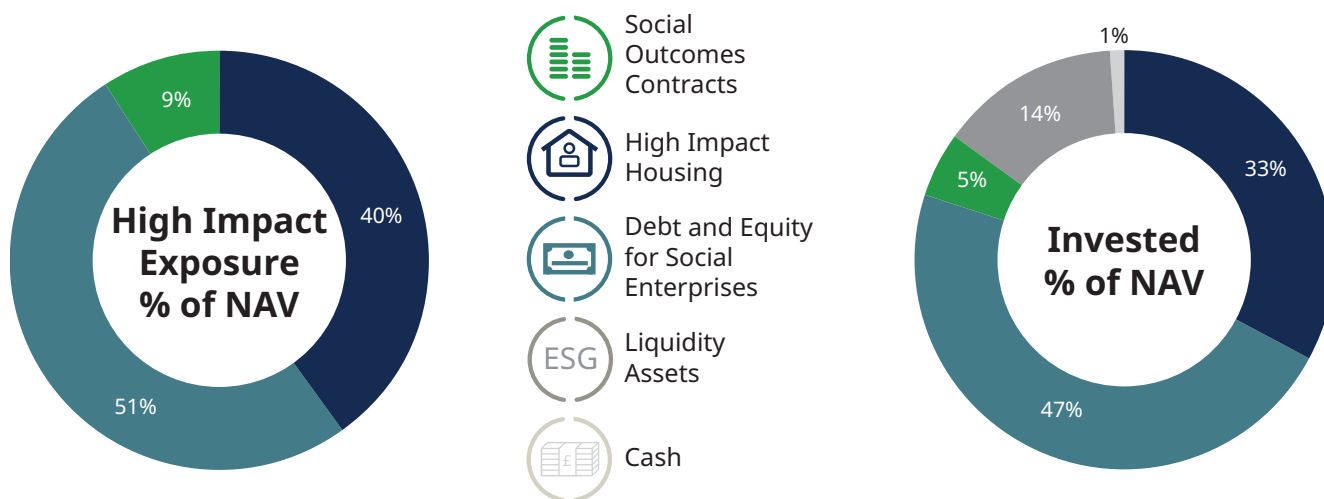 9%
40%
51%
High Impact
Exposure
% of NAV
Social
Outcomes
Contracts
High Impact
Housing
Debt and Equity
for Social
Enterprises
ESG
Liquidity
Assets
£
Cash
1%
14%
33%
5%
47%
Invested
% of NAV